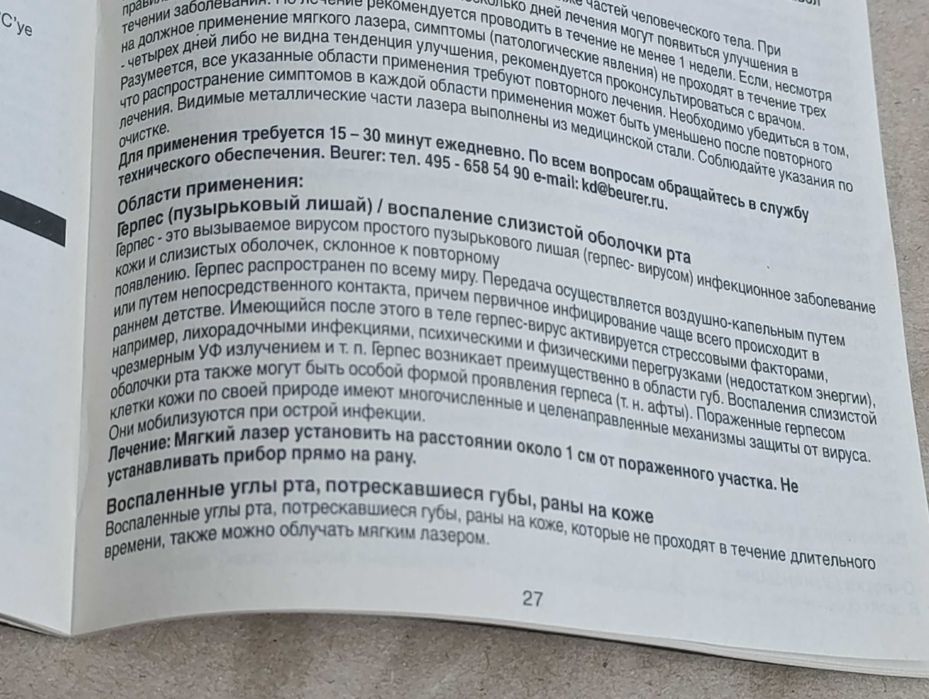 °C'ye
частей человеческого тела. При
течении заболевания. По лечение рекомендуется проводить в течение не менее 1 недели. Если, несмотря
дней лечения могут появиться улучшения в
на должное применение мягкого лазера, симптомы (патологические явления) не проходят в течение трех
- четырех дней либо не видна тенденция улучшения, рекомендуется проконсультироваться с врачом.
Разумеется, все указанные области применения требуют повторного лечения. Необходимо убедиться в том,
что распространение симптомов в каждой области применения может быть уменьшено после повторного
лечения. Видимые металлические части лазера выполнены из медицинской стали. Соблюдайте указания по
очистке.
Для применения требуется 15 – 30 минут ежедневно. По всем вопросам обращайтесь в службу
технического обеспечения. Beurer: тел. 495 - 658 54 90 e-mail: kd@beurer.ru.
Области применения:
Герпес (пузырьковый лишай) / воспаление слизистой оболочки рта
Герпес - это вызываемое вирусом простого пузырькового лишая (герпес- вирусом) инфекционное заболевание
кожи и слизистых оболочек, склонное к повторному
появлению. Герпес распространен по всему миру. Передача осуществляется воздушно-капельным путем
или путем непосредственного контакта, причем первичное инфицирование чаще всего происходит в
раннем детстве. Имеющийся после этого в теле герпес-вирус активируется стрессовыми факторами,
например, лихорадочными инфекциями, психическими и физическими перегрузками (недостатком энергии),
чрезмерным УФ излучением и т. п. Герпес возникает преимущественно в области губ. Воспаления слизистой
оболочки рта также могут быть особой формой проявления герпеса (т. н. афты). Пораженные герпесом
клетки кожи по своей природе имеют многочисленные и целенаправленные механизмы защиты от вируса.
Они мобилизуются при острой инфекции.
Лечение: Мягкий лазер установить на расстоянии около 1 см от пораженного участка. Не
устанавливать прибор прямо на рану.
Воспаленные углы рта, потрескавшиеся губы, раны на коже
Воспаленные углы рта, потрескавшиеся губы, раны на коже, которые не проходят в течение длительного
времени, также можно облучать мягким лазером.
27